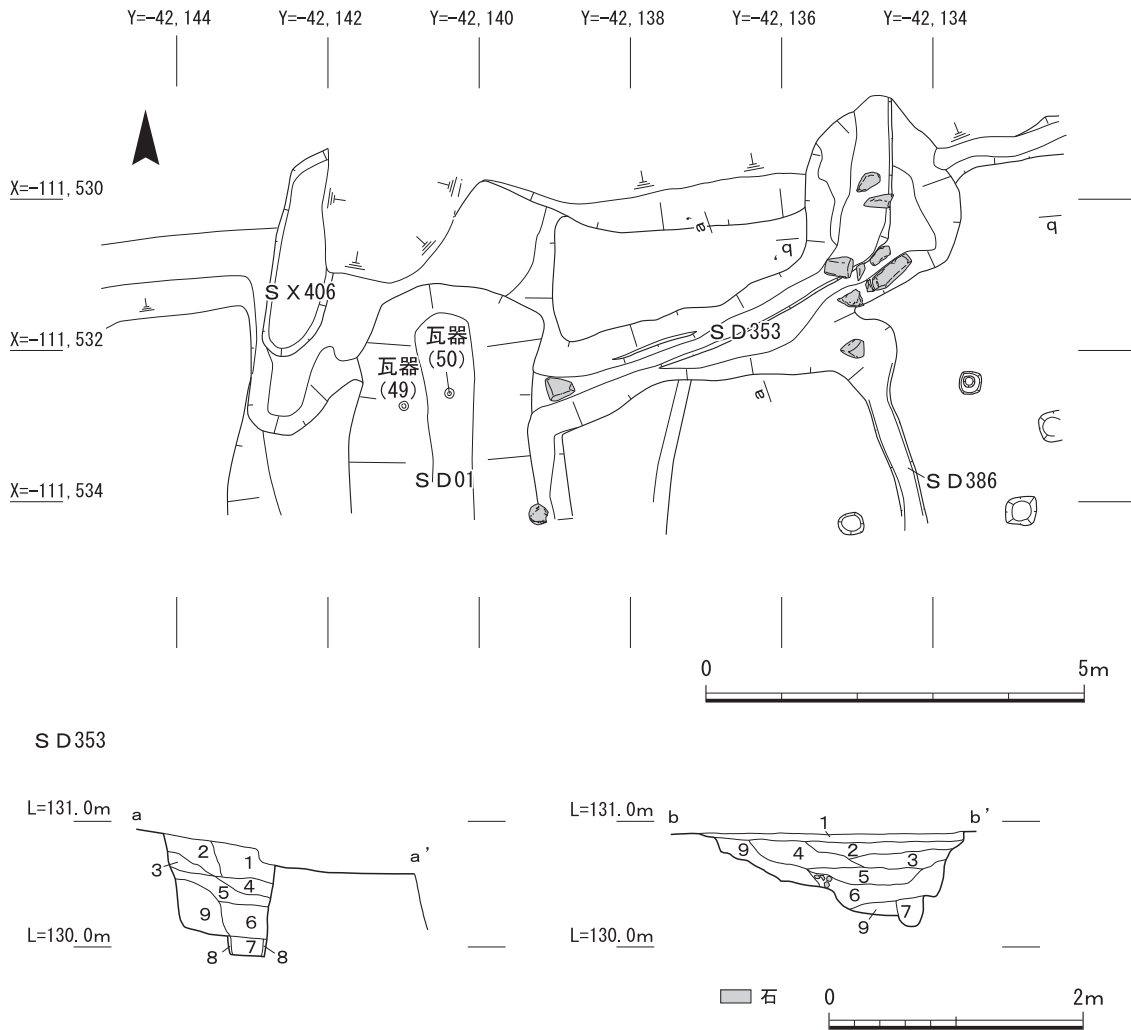 Y=-42,144 Y=-42,142 Y=-42,140 Y=-42,138 Y=-42,136 Y=-42,134
X=-111,530
a'
b'
b
SX406
SD353
X=-111,532
瓦器
(50)
瓦器
(49)
a
SD01
SD386
X=-111,534
0 5m
SD353
L=131.0m
a
a'
2
1
3
4
5
9
6
7
8
8
L=130.0m
L=131.0m
b
b'
1
9
4
2
3
5
6
7
9
L=130.0m
石
0 2m